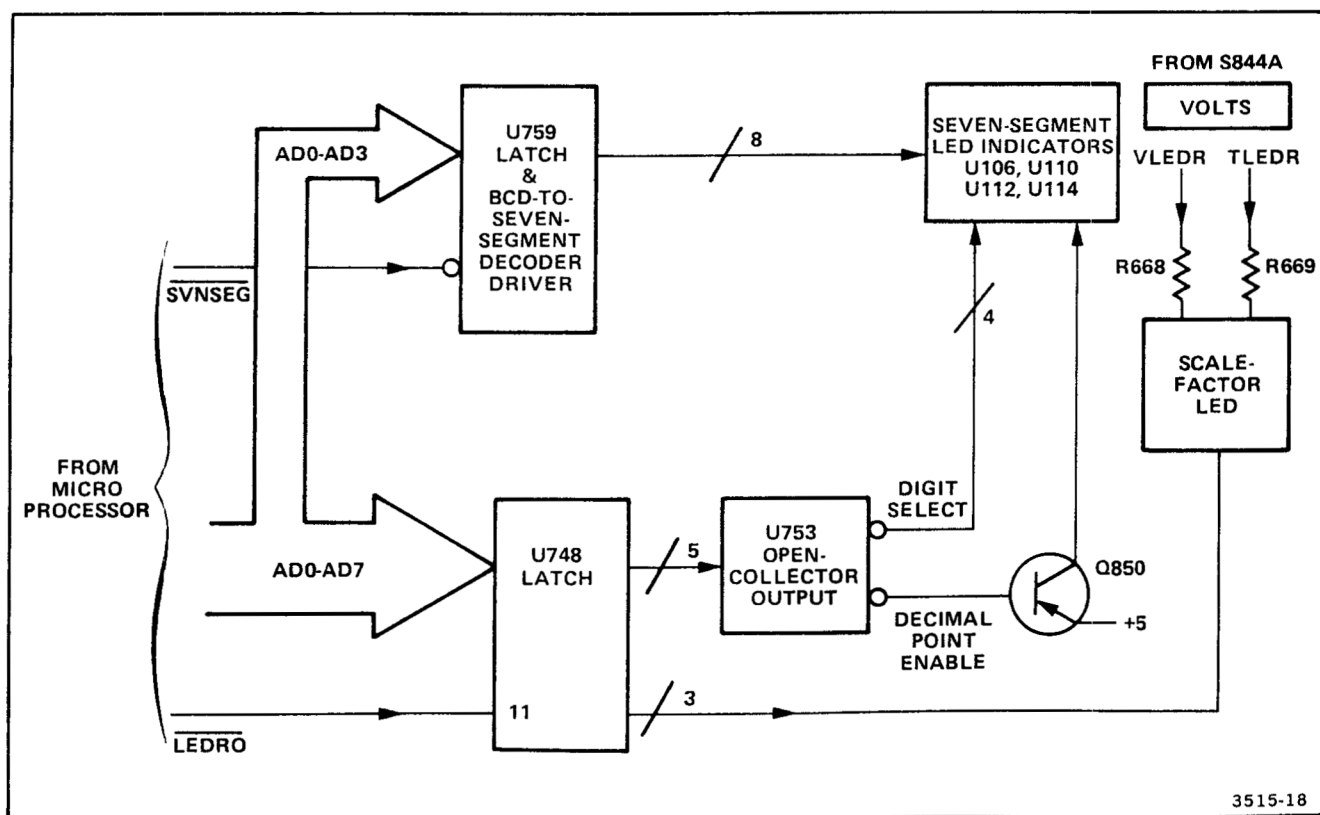 FROM S844A
VOLTS
VLEDR TLEDR
R668
R669
SCALE-
FACTOR
LED
SEVEN-SEGMENT
LED INDICATORS
U106, U110
U112, U114
U759
LATCH
&
BCD-TO-
SEVEN-
SEGMENT
DECODER
DRIVER
8
AD0-AD3
SVNSEG
4
FROM
MICRO
PROCESSOR
AD0-AD7
U748
LATCH
11
5
U753
OPEN-
COLLECTOR
OUTPUT
DIGIT
SELECT
DECIMAL
POINT
ENABLE
Q850
+5
3
LEDRO
3515-18